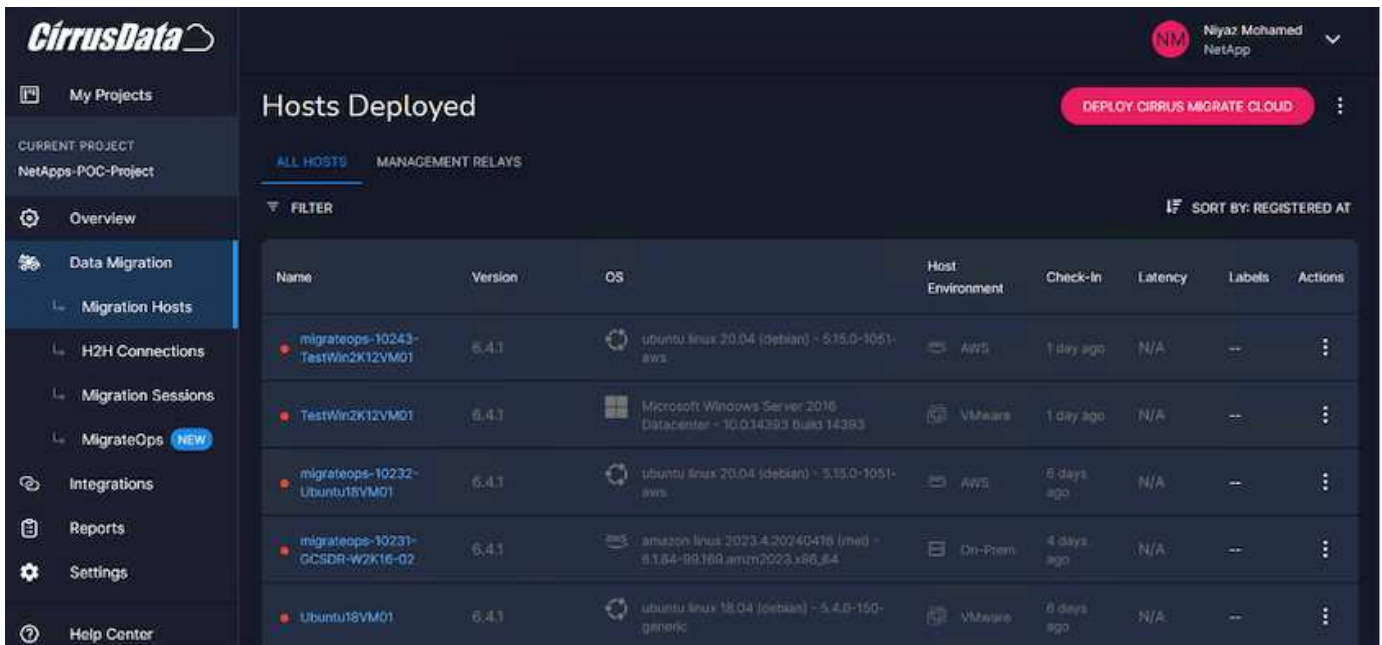 CirrusData
NM
Niyaz Mohamed
NetApp
My Projects
CURRENT PROJECT
NetApps-POC-Project
Overview
Data Migration
Migration Hosts
H2H Connections
Migration Sessions
MigrateOps NEW
Integrations
Reports
Settings
Help Center
Hosts Deployed
DEPLOY CIRRUS MIGRATE CLOUD
ALL HOSTS MANAGEMENT RELAYS
FILTER
SORT BY: REGISTERED AT
Name Version OS Host Environment Check-In Latency Labels Actions
migrateops-10243-
TestWin2K12VM01
6.4.1
ubuntu linux 20.04 (debian) - 5.15.0-1051-
aws
AWS
1 day ago
N/A
--
TestWin2K12VM01
6.4.1
Microsoft Windows Server 2016
Datacenter - 10.0.14393 Build 14393
VMware
1 day ago
N/A
--
migrateops-10232-
Ubuntu18VM01
6.4.1
ubuntu linux 20.04 (debian) - 5.15.0-1051-
aws
AWS
6 days
ago
N/A
--
migrateops-10231-
GCSDR-W2K16-02
6.4.1
aws
amazon linux 2023.4.20240416 (rhel) -
6.1.84-99.169.amzn2023.x86_64
On-Prem
4 days
ago
N/A
--
Ubuntu18VM01
6.4.1
ubuntu linux 18.04 (debian) - 5.4.0-150-
generic
VMware
6 days
ago
N/A
--